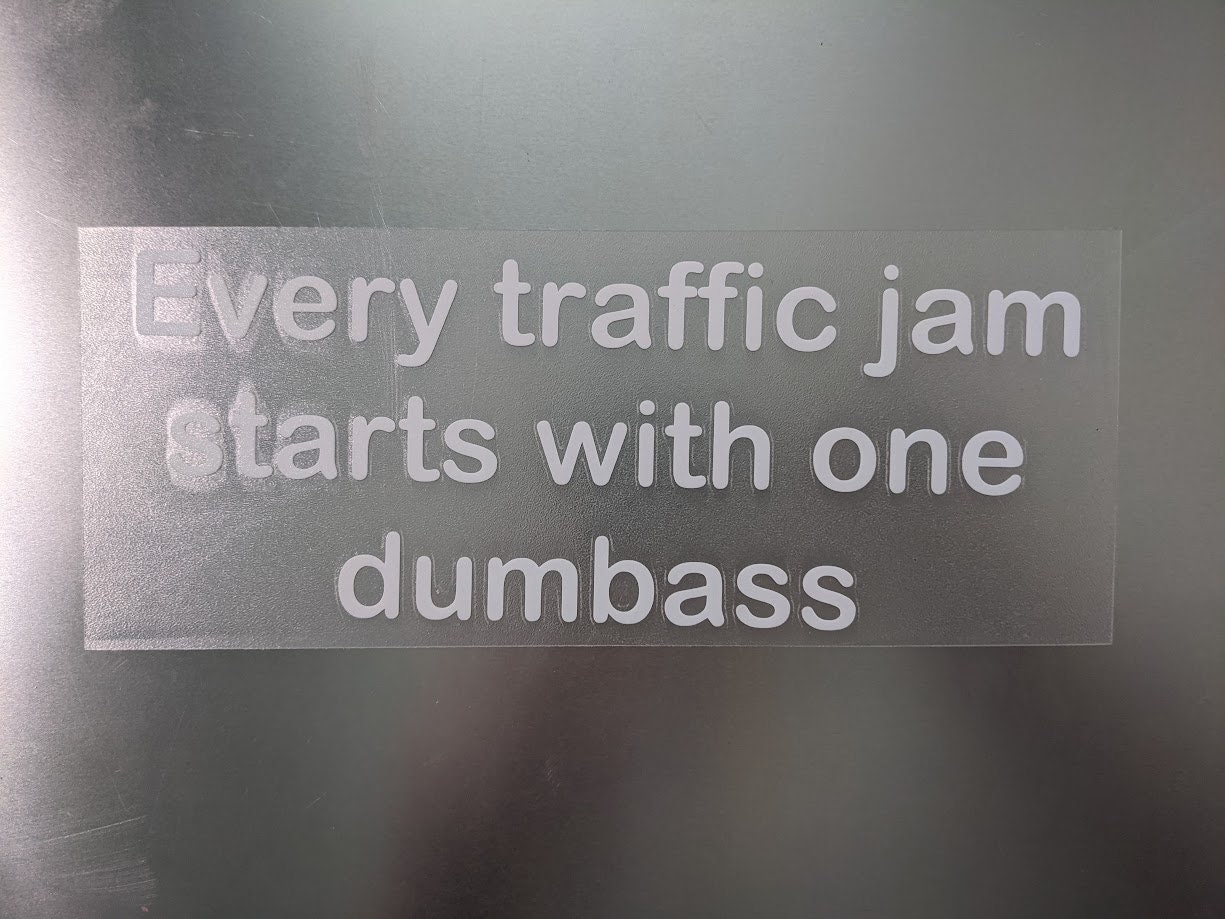 Every traffic jam
starts with one
dumbass